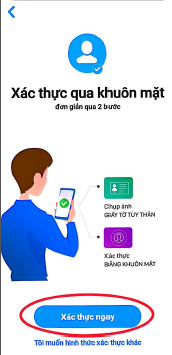 Xác thực qua khuôn mặt
đơn giản qua 2 bước
Chụp ảnh
GIẤY TỜ TÙY THÂN
Xác thực
BẰNG KHUÔN MẶT
Xác thực ngay
Tôi muốn hình thức xác thực khác